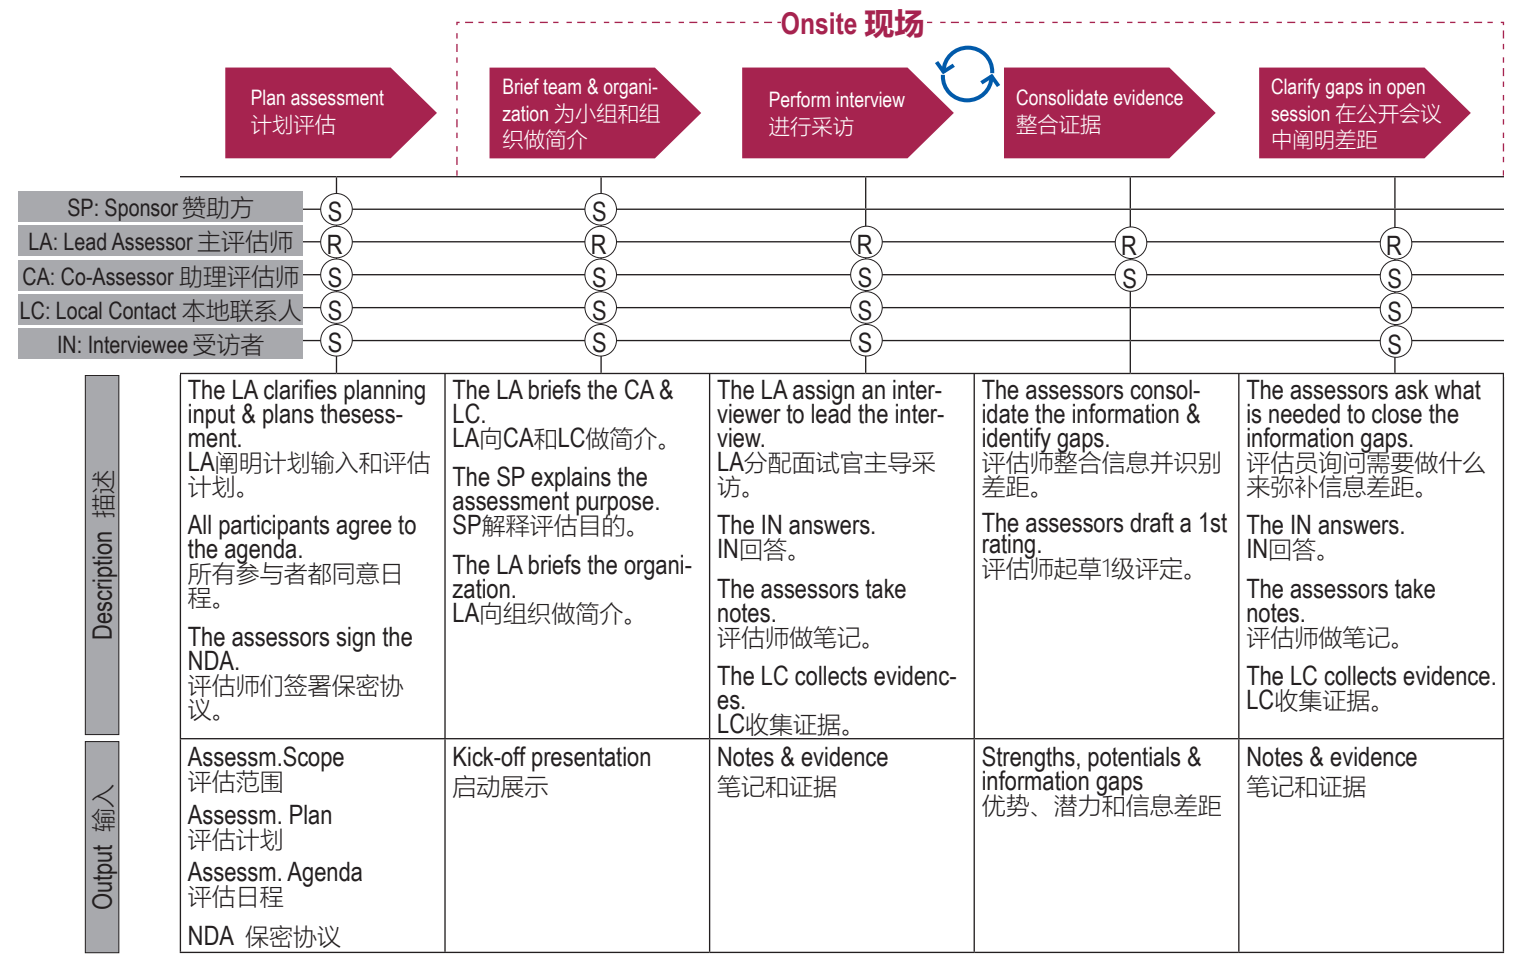 Onsite 现场
Plan assessment
计划评估
Brief team & organi-
zation 为小组和组
织做简介
Perform interview
进行采访
Consolidate evidence
整合证据
Clarify gaps in open
session 在公开会议
中阐明差距
SP: Sponsor 赞助方
S
S
LA: Lead Assessor 主评估师
R
R
R
R
R
CA: Co-Assessor 助理评估师
S
S
S
S
S
LC: Local Contact 本地联系人
S
S
S
S
IN: Interviewee 受访者
S
S
S
S
Description 描述
The LA clarifies planning
input & plans thesess-
ment.
LA阐明计划输入和评估
计划。
All participants agree to
the agenda.
所有参与者都同意日
程。
The assessors sign the
NDA.
评估师们签署保密协
议。
The LA briefs the CA &
LC.
LA向CA和LC做简介。
The SP explains the
assessment purpose.
SP解释评估目的。
The LA briefs the organi-
zation.
LA向组织做简介。
The LA assign an inter-
viewer to lead the inter-
view.
LA分配面试官主导采
访。
The IN answers.
IN回答。
The assessors take
notes.
评估师做笔记。
The LC collects evidenc-
es.
LC收集证据。
The assessors consol-
idate the information &
identify gaps.
评估师整合信息并识别
差距。
The assessors draft a 1st
rating.
评估师起草1级评定。
The assessors ask what
is needed to close the
information gaps.
评估员询问需要做什么
来弥补信息差距。
The IN answers.
IN回答。
The assessors take
notes.
评估师做笔记。
The LC collects evidence.
LC收集证据。
Output 输入
Assessm.Scope
评估范围
Assessm. Plan
评估计划
Assessm. Agenda
评估日程
NDA 保密协议
Kick-off presentation
启动展示
Notes & evidence
笔记和证据
Strengths, potentials &
information gaps
优势、潜力和信息差距
Notes & evidence
笔记和证据